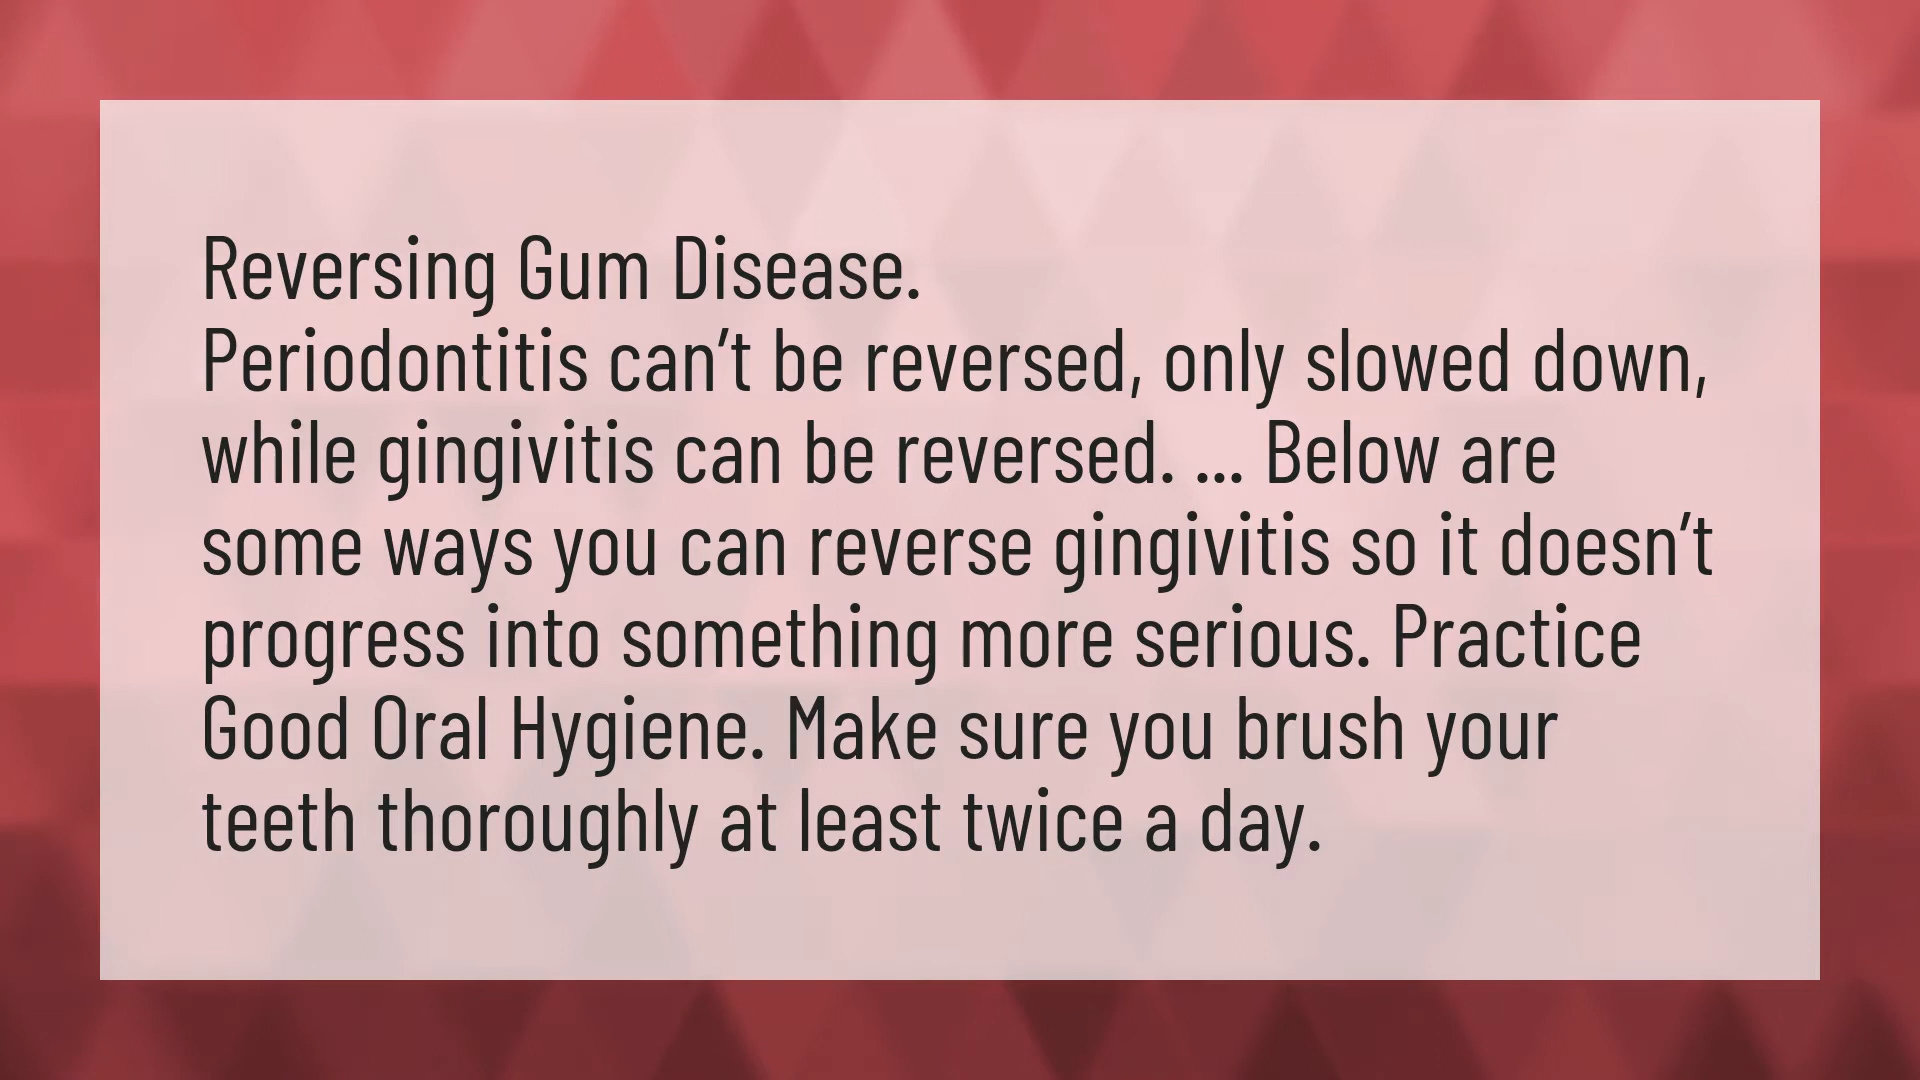 Reversing Gum Disease.
Periodontitis can’t be reversed, only slowed down,
while gingivitis can be reversed. ... Below are
some ways you can reverse gingivitis so it doesn’t
progress into something more serious. Practice
Good Oral Hygiene. Make sure you brush your
teeth thoroughly at least twice a day.